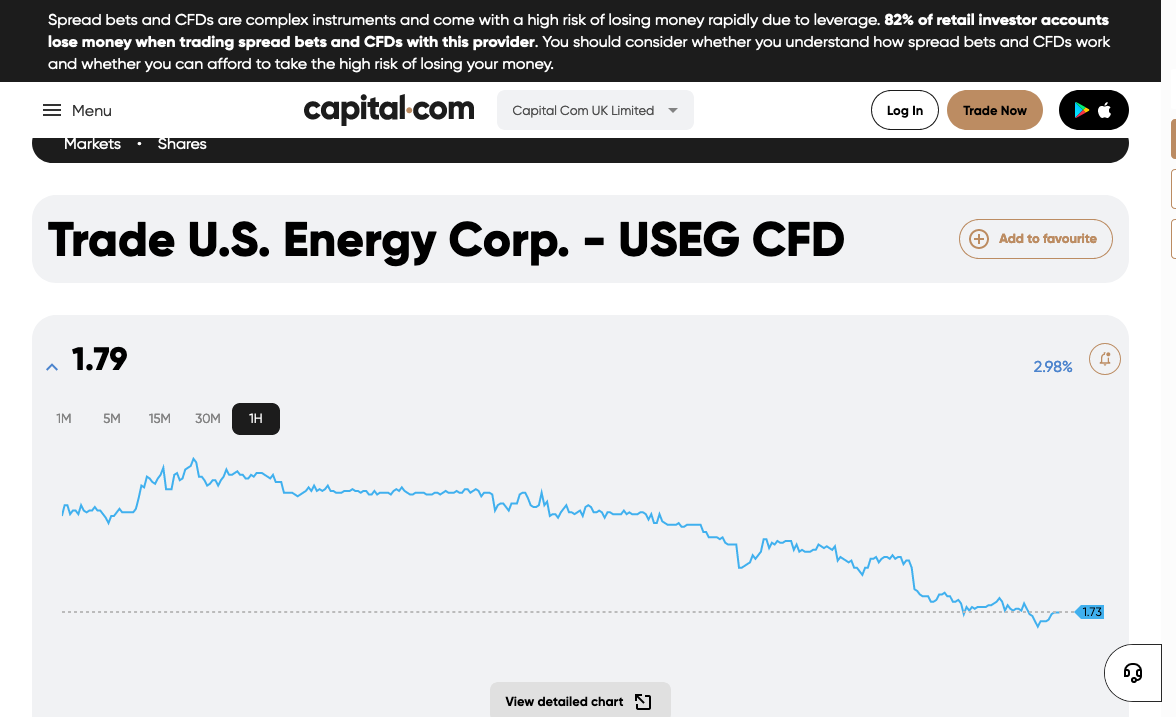 Spread bets and CFDs are complex instruments and come with a high risk of losing money rapidly due to leverage. 82% of retail investor accounts
lose money when trading spread bets and CFDs with this provider. You should consider whether you understand how spread bets and CFDs work
and whether you can afford to take the high risk of losing your money.
Menu
capital.com
Capital Com UK Limited
Log In
Trade Now
Markets • Shares
Trade U.S. Energy Corp. - USEG CFD
Add to favourite
1.79
2.98%
1M 5M 15M 30M 1H
1.73
View detailed chart